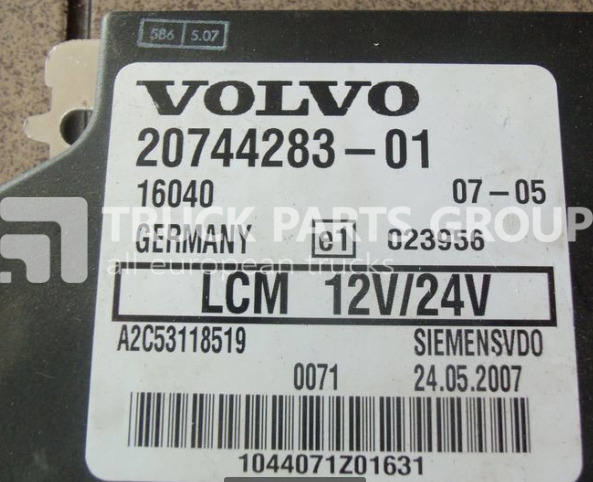 586 5.07
VOLVO
20744283-01
16040 07-05
TRUCK PARTS GROUP
GERMANY e1 023956
all european trucks
LCM 12V/24V
A2C53118519 SIEMENSVDO
0071 24.05.2007
1044071Z01631